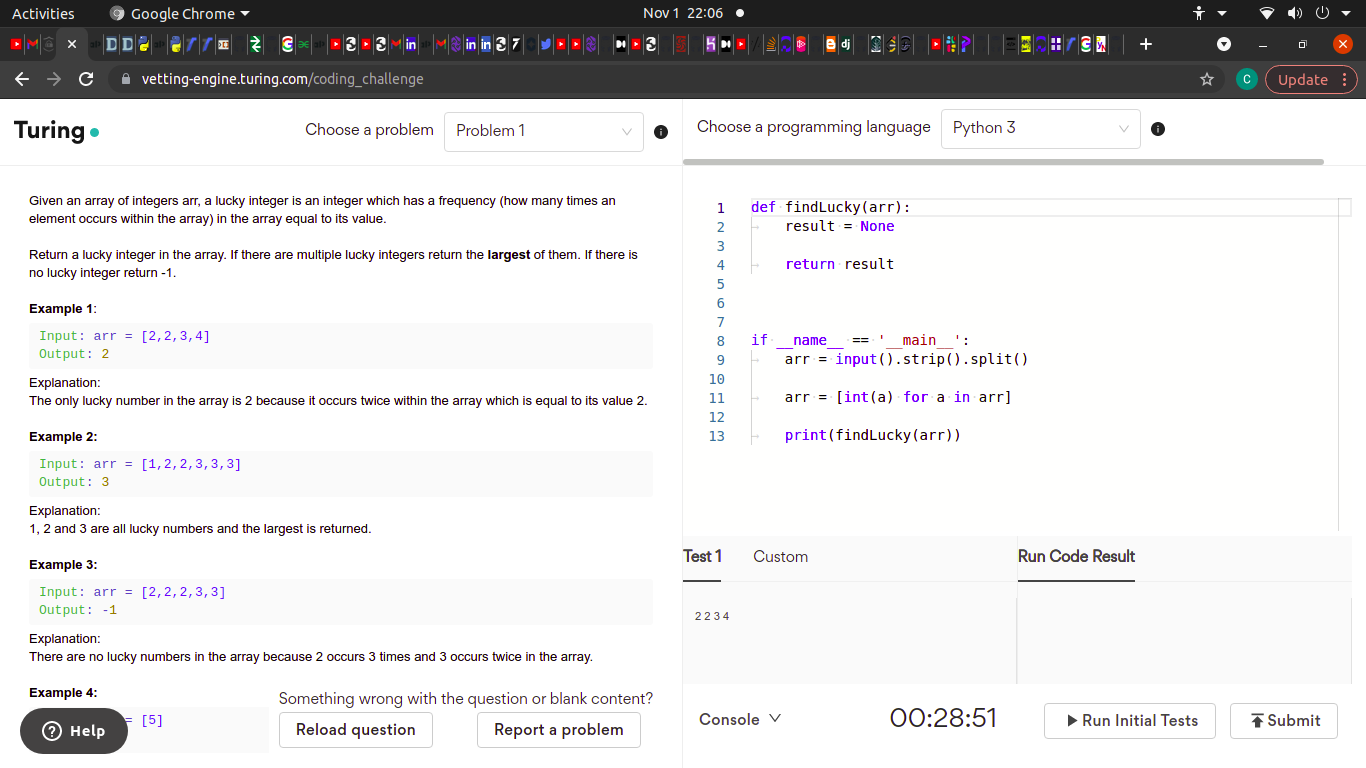 Activities
Google Chrome
Nov 1 22:06
vetting-engine.turing.com/coding_challenge
C
Update
Turing
Choose a problem
Problem 1
Choose a programming language
Python 3
Given an array of integers arr, a lucky integer is an integer which has a frequency (how many times an
element occurs within the array) in the array equal to its value.
Return a lucky integer in the array. If there are multiple lucky integers return the largest of them. If there is
no lucky integer return -1.
Example 1:
Input: arr = [2,2,3,4]
Output: 2
Explanation:
The only lucky number in the array is 2 because it occurs twice within the array which is equal to its value 2.
Example 2:
Input: arr = [1,2,2,3,3,3]
Output: 3
Explanation:
1, 2 and 3 are all lucky numbers and the largest is returned.
Example 3:
Input: arr = [2,2,2,3,3]
Output: -1
Explanation:
There are no lucky numbers in the array because 2 occurs 3 times and 3 occurs twice in the array.
Example 4:
= [5]
Help
Something wrong with the question or blank content?
Reload question
Report a problem
1 def findLucky(arr):
2 result = None
3
4 return result
5
6
7
8 if __name__ == '__main__':
9 arr = input().strip().split()
10
11 arr = [int(a) for a in arr]
12
13 print(findLucky(arr))
Test 1
Custom
Run Code Result
2 2 3 4
Console
00:28:51
Run Initial Tests
Submit